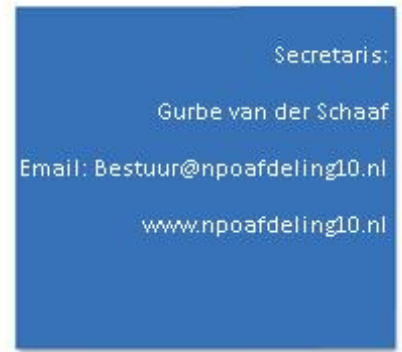 Secretaris:
Gurbe van der Schaaf
Email: Bestuur@npoafdeling10.nl
www.npoafdeling10.nl